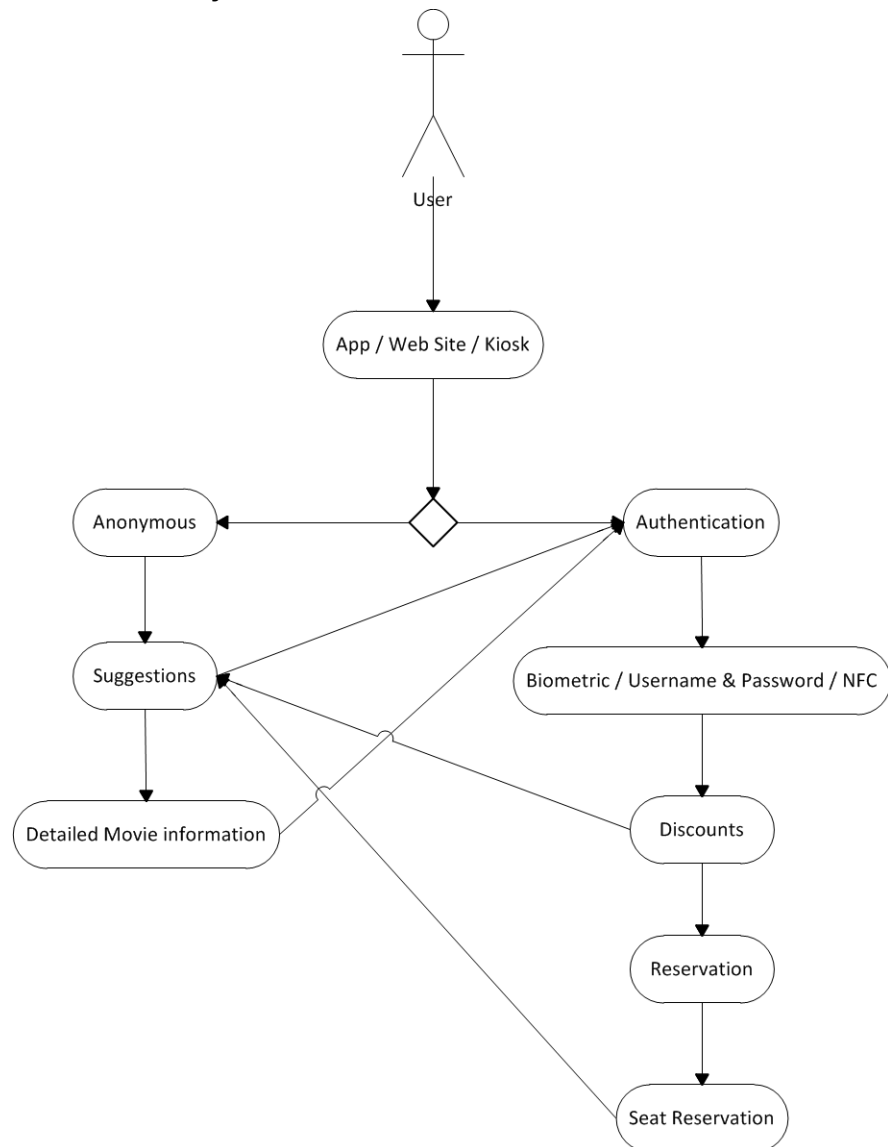 User
App / Web Site / Kiosk
Anonymous
Authentication
Suggestions
Biometric / Username & Password / NFC
Detailed Movie information
Discounts
Reservation
Seat Reservation